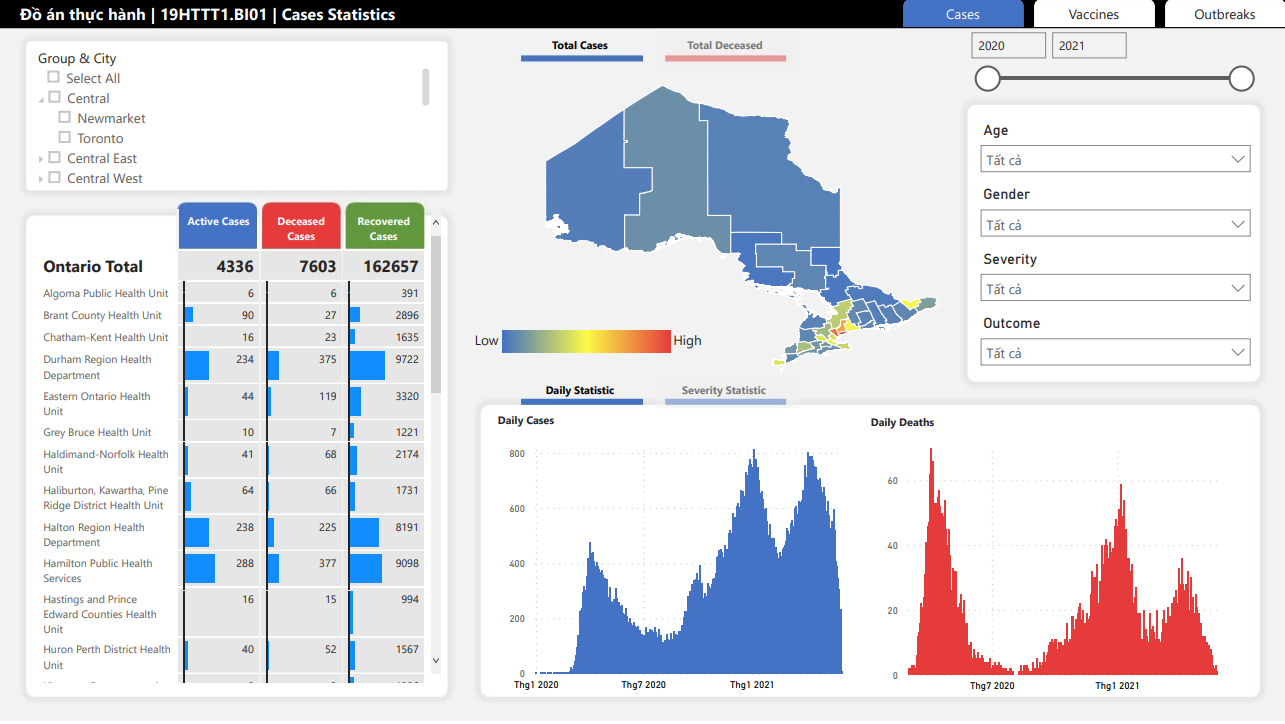 Đồ án thực hành | 19HTTT1.BI01 | Cases Statistics
Cases
Vaccines
Outbreaks
Group & City
Select All
Central
Newmarket
Toronto
Central East
Central West
Total Cases
Total Deceased
2020
2021
Age
Tất cả
Gender
Tất cả
Severity
Tất cả
Outcome
Tất cả
Low
High
Active Cases
Deceased
Cases
Recovered
Cases
Ontario Total 4336 7603 162657
Algoma Public Health Unit 6 6 391
Brant County Health Unit 90 27 2896
Chatham-Kent Health Unit 16 23 1635
Durham Region Health 234 375 9722
Department
Eastern Ontario Health 44 119 3320
Unit
Grey Bruce Health Unit 10 7 1221
Haldimand-Norfolk Health 41 68 2174
Unit
Haliburton, Kawartha, Pine 64 66 1731
Ridge District Health Unit
Halton Region Health 238 225 8191
Department
Hamilton Public Health 288 377 9098
Services
Hastings and Prince 16 15 994
Edward Counties Health
Unit
Huron Perth District Health 40 52 1567
Unit
Daily Statistic
Severity Statistic
Daily Cases
800
600
400
200
0
Thg1 2020
Thg7 2020
Thg1 2021
Daily Deaths
60
40
20
0
Thg7 2020
Thg1 2021